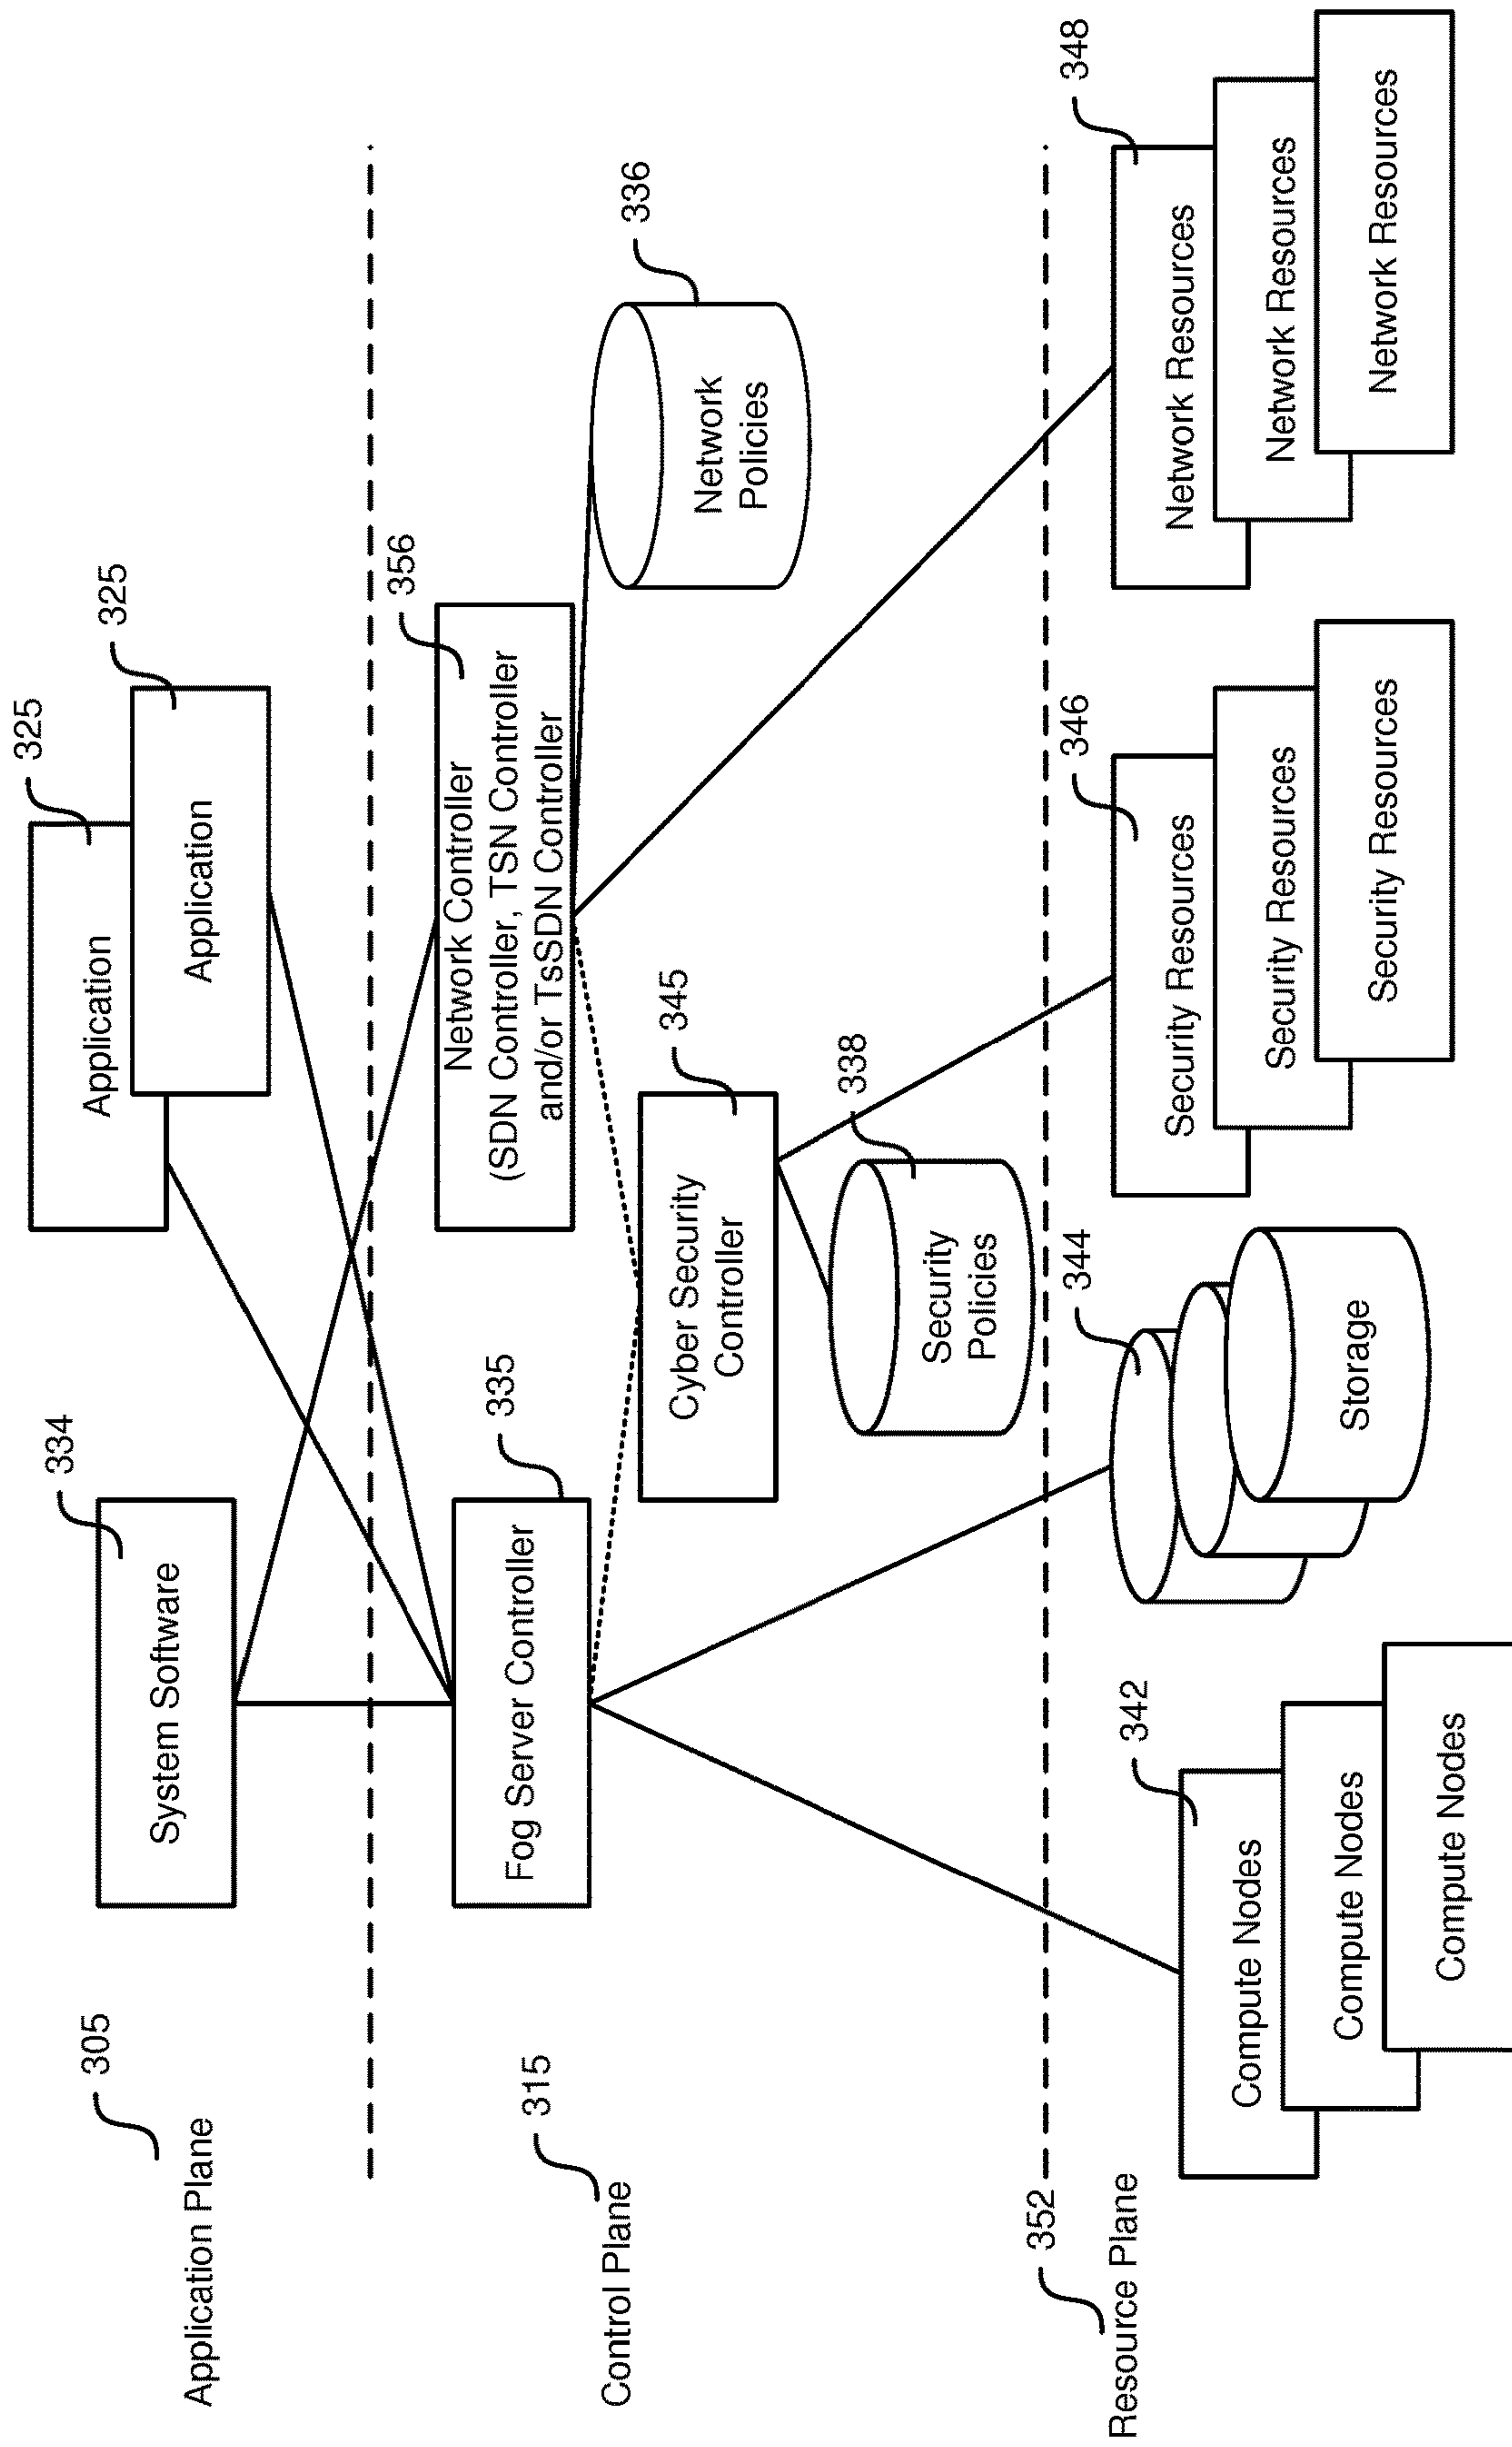 305
Application Plane
334
System Software
325
Application
325
Application
315
Control Plane
335
Fog Server Controller
356
Network Controller
(SDN Controller, TSN Controller
and/or TsSDN Controller
336
Network
Policies
345
Cyber Security
Controller
338
Security
Policies
352
Resource Plane
342
Compute Nodes
Compute Nodes
Compute Nodes
344
Storage
346
Security Resources
Security Resources
Security Resources
348
Network Resources
Network Resources
Network Resources